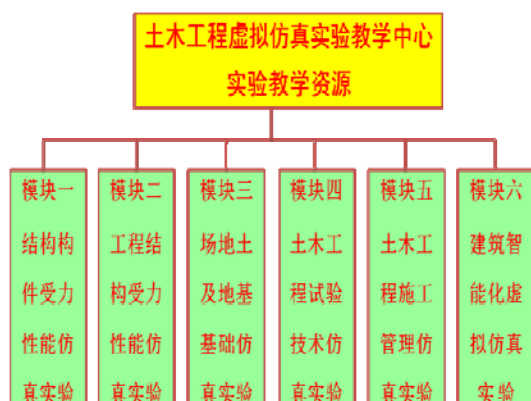 土木工程虚拟仿真实验教学中心
实验教学资源
模块一
结构构
件受力
性能仿
真实验
模块二
工程结
构受力
性能仿
真实验
模块三
场地土
及地基
基础仿
真实验
模块四
土木工
程试验
技术仿
真实验
模块五
土木工
程施工
管理仿
真实验
模块六
建筑智
能化虚
拟仿真
实验